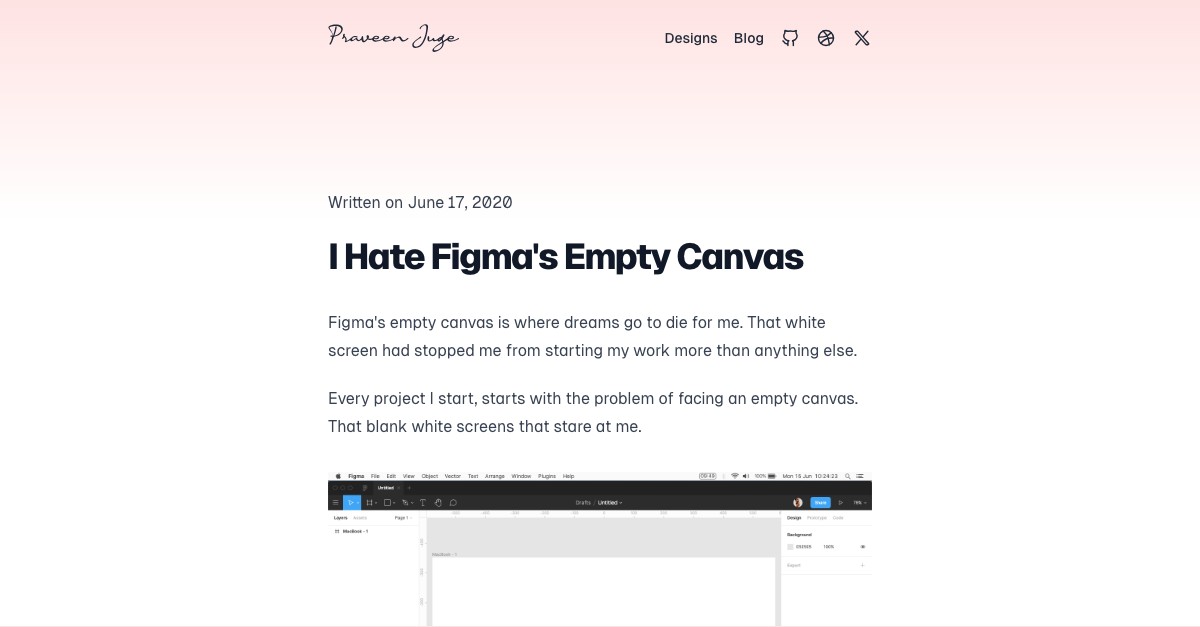 Praveen Juge
Designs Blog
Written on June 17, 2020
I Hate Figma's Empty Canvas
Figma's empty canvas is where dreams go to die for me. That white
screen had stopped me from starting my work more than anything else.
Every project I start, starts with the problem of facing an empty canvas.
That blank white screens that stare at me.
Figma File Edit View Object Vector Text Arrange Window Plugins Help 100% Mon 15 Jun 10:24:23
Untitled
Drafts Untitled Share
Layers Assets Page 1 Design Prototype Code
MacBook - 1 Background
100%
MacBook - 1
Export